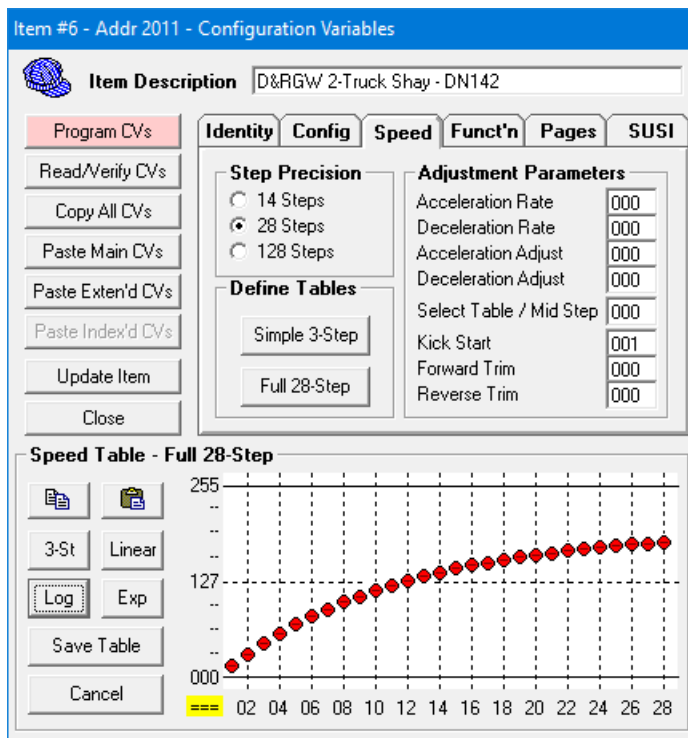 Item #6 - Addr 2011 - Configuration Variables
Item Description D&RGW 2-Truck Shay - DN142
Program CVs
Read/Verify CVs
Copy All CVs
Paste Main CVs
Paste Exten'd CVs
Paste Index'd CVs
Update Item
Close
Identity Config Speed Funct'n Pages SUSI
Step Precision
14 Steps
28 Steps
128 Steps
Define Tables
Simple 3-Step
Full 28-Step
Adjustment Parameters
Acceleration Rate 000
Deceleration Rate 000
Acceleration Adjust 000
Deceleration Adjust 000
Select Table / Mid Step 000
Kick Start 001
Forward Trim 000
Reverse Trim 000
Speed Table - Full 28-Step
3-St Linear
Log Exp
Save Table
Cancel
255
--
--
--
127
--
--
--
000
=== 02 04 06 08 10 12 14 16 18 20 22 24 26 28